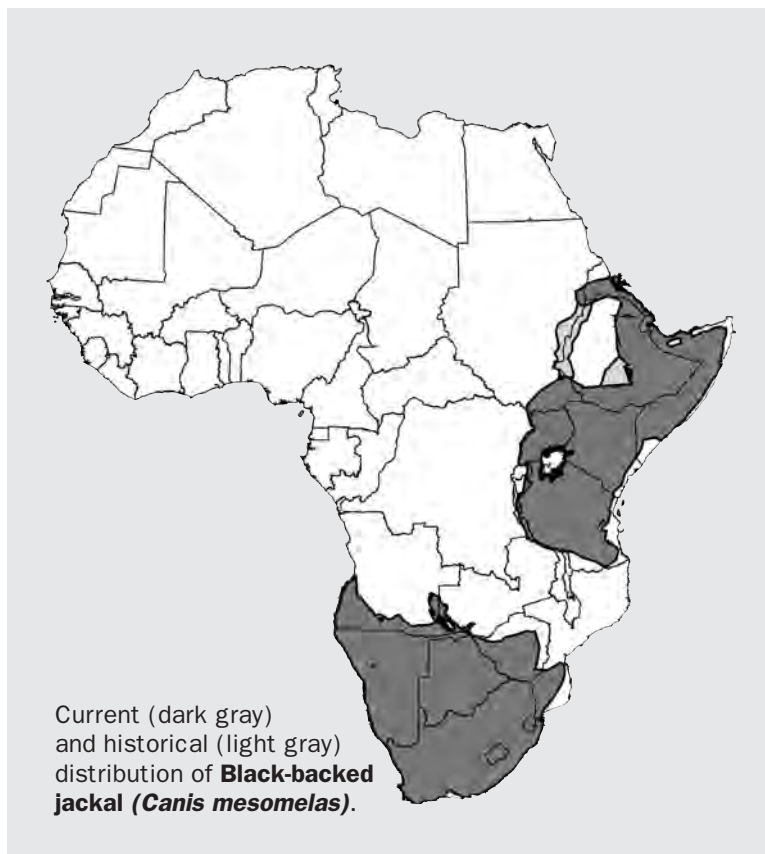 Current (dark gray)
and historical (light gray)
distribution of Black-backed
jackal (Canis mesomelas).